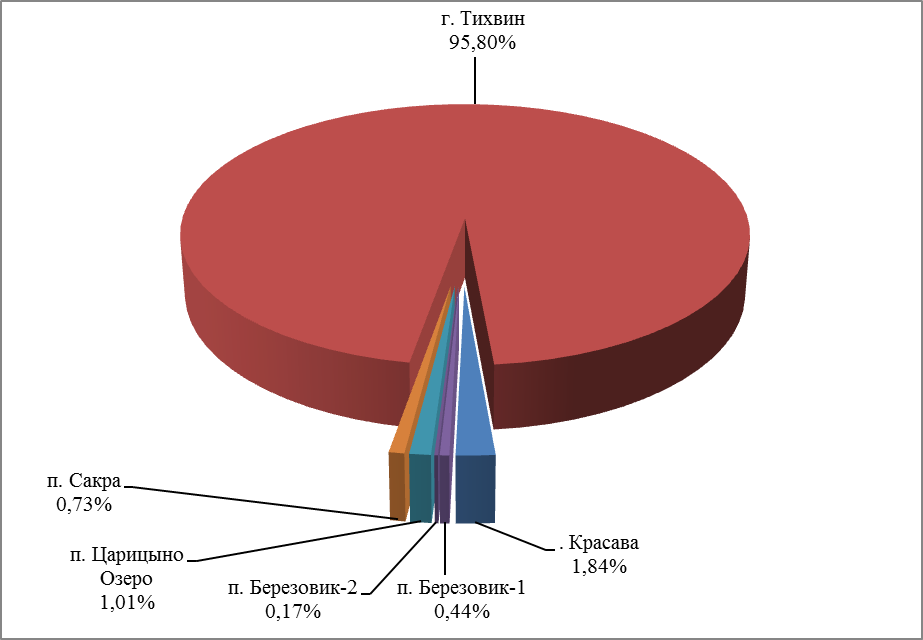 г. Тихвин
95,80%
п. Сакра
0,73%
п. Царицыно
Озеро
1,01%
п. Березовик-2
0,17%
п. Березовик-1
0,44%
. Красава
1,84%